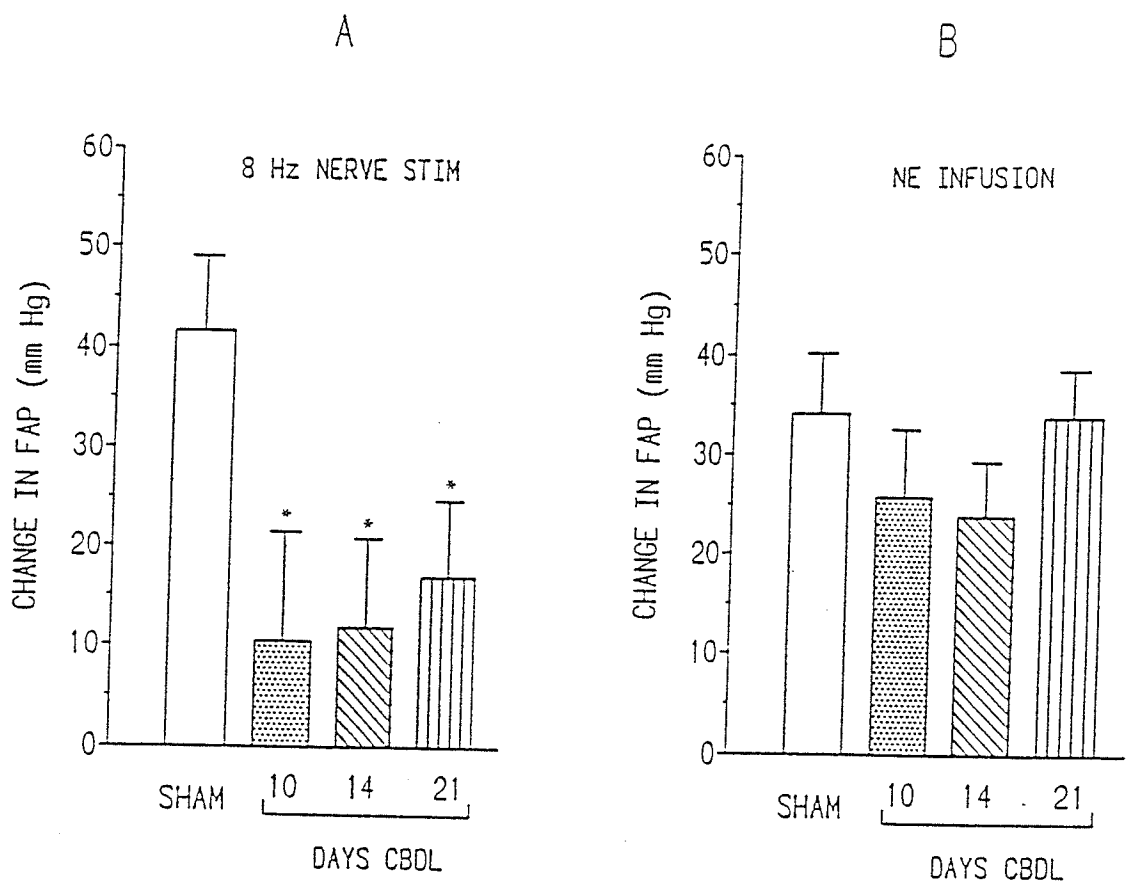 A
8 Hz NERVE STIM
CHANGE IN FAP (mm Hg)
60
50
40
30
20
10
0
*
*
*
SHAM
10
14
21
DAYS CBDL
B
NE INFUSION
CHANGE IN FAP (mm Hg)
60
50
40
30
20
10
0
SHAM
10
14
21
DAYS CBDL